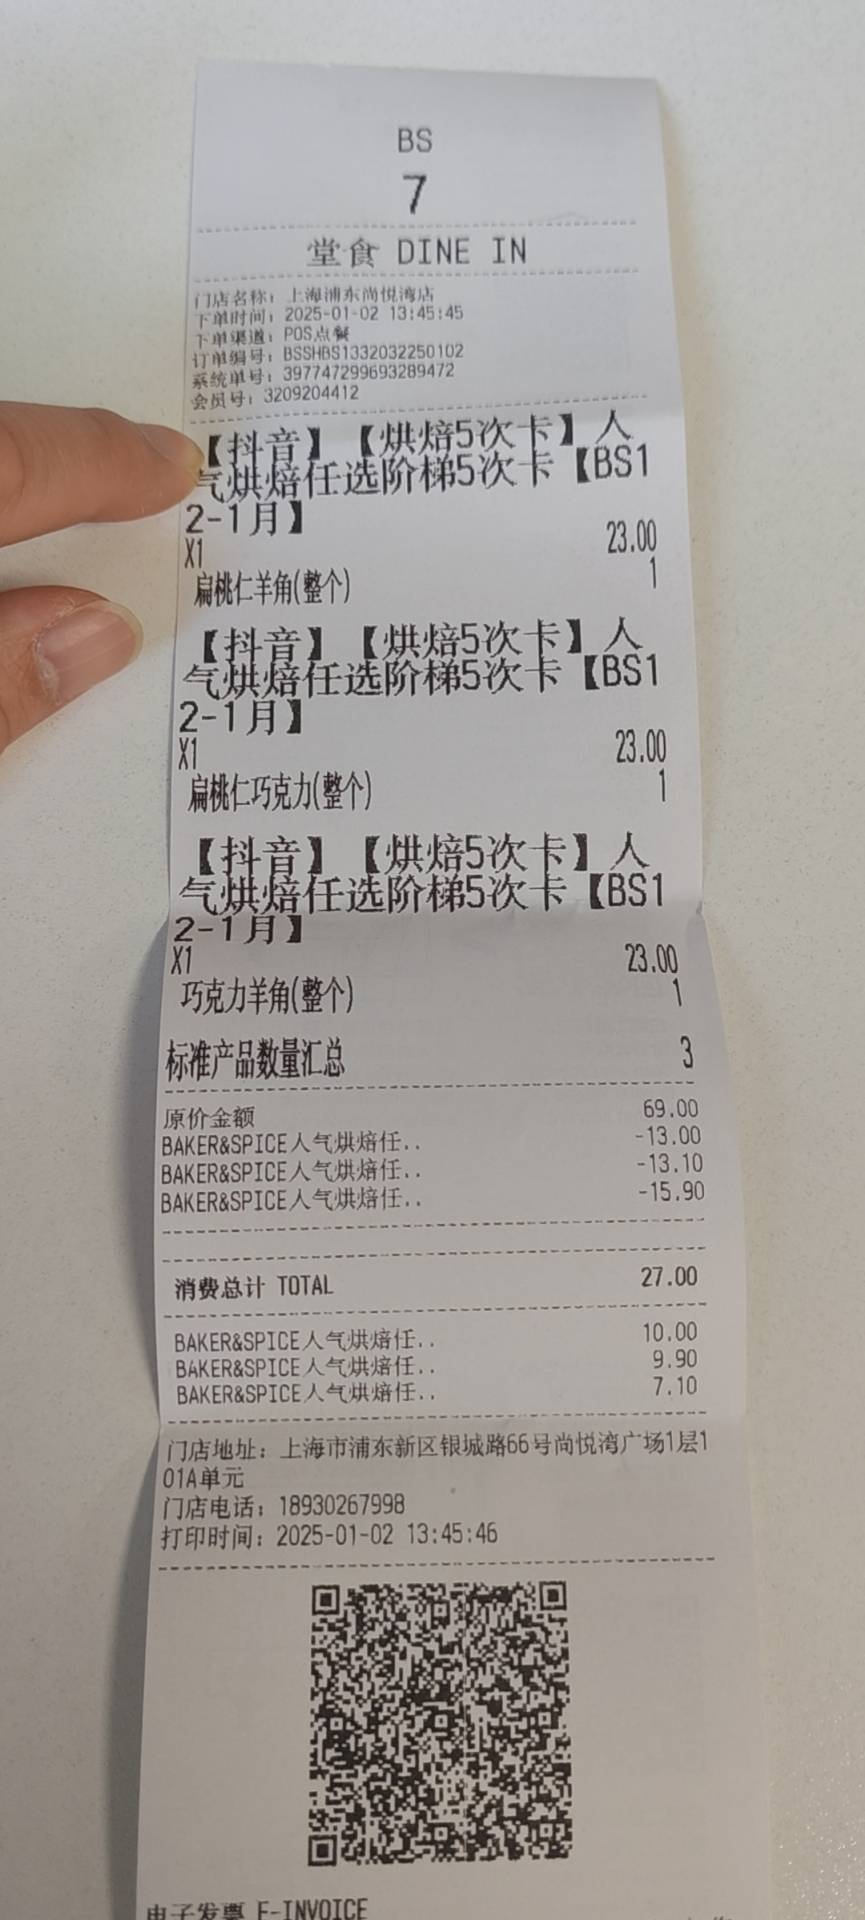 BS
7
堂食 DINE IN
门店名称: 上海浦东尚悦湾店
下单时间: 2025-01-02 13:45:45
下单渠道: POS点餐
订单编号: BSSHBS1332032250102
系统单号: 397747299693289472
会员号: 3209204412
【抖音】【烘焙5次卡】人
气烘焙任选阶梯5次卡【BS1
2-1月】
X1 23.00
扁桃仁羊角(整个) 1
【抖音】【烘焙5次卡】人
气烘焙任选阶梯5次卡【BS1
2-1月】
X1 23.00
扁桃仁巧克力(整个) 1
【抖音】【烘焙5次卡】人
气烘焙任选阶梯5次卡【BS1
2-1月】
X1 23.00
巧克力羊角(整个) 1
标准产品数量汇总 3
原价金额 69.00
BAKER&SPICE人气烘焙任.. -13.00
BAKER&SPICE人气烘焙任.. -13.10
BAKER&SPICE人气烘焙任.. -15.90
消费总计 TOTAL 27.00
BAKER&SPICE人气烘焙任.. 10.00
BAKER&SPICE人气烘焙任.. 9.90
BAKER&SPICE人气烘焙任.. 7.10
门店地址: 上海市浦东新区银城路66号尚悦湾广场1层1
01A单元
门店电话: 18930267998
打印时间: 2025-01-02 13:45:46
电子发票 E-INVOICE